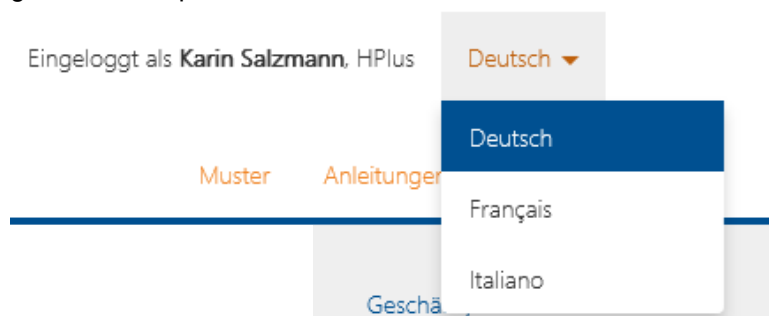 Eingeloggt als Karin Salzmann, HPlus Deutsch
Deutsch
Muster Anleitungen
Français
Italiano